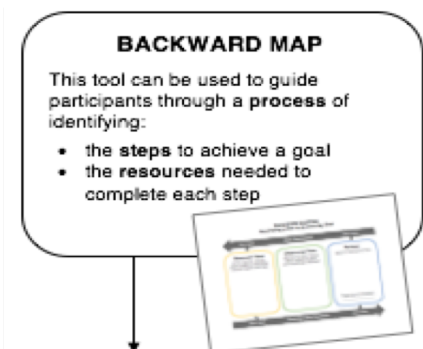 BACKWARD MAP
This tool can be used to guide
participants through a process of
identifying:
• the steps to achieve a goal
• the resources needed to
complete each step